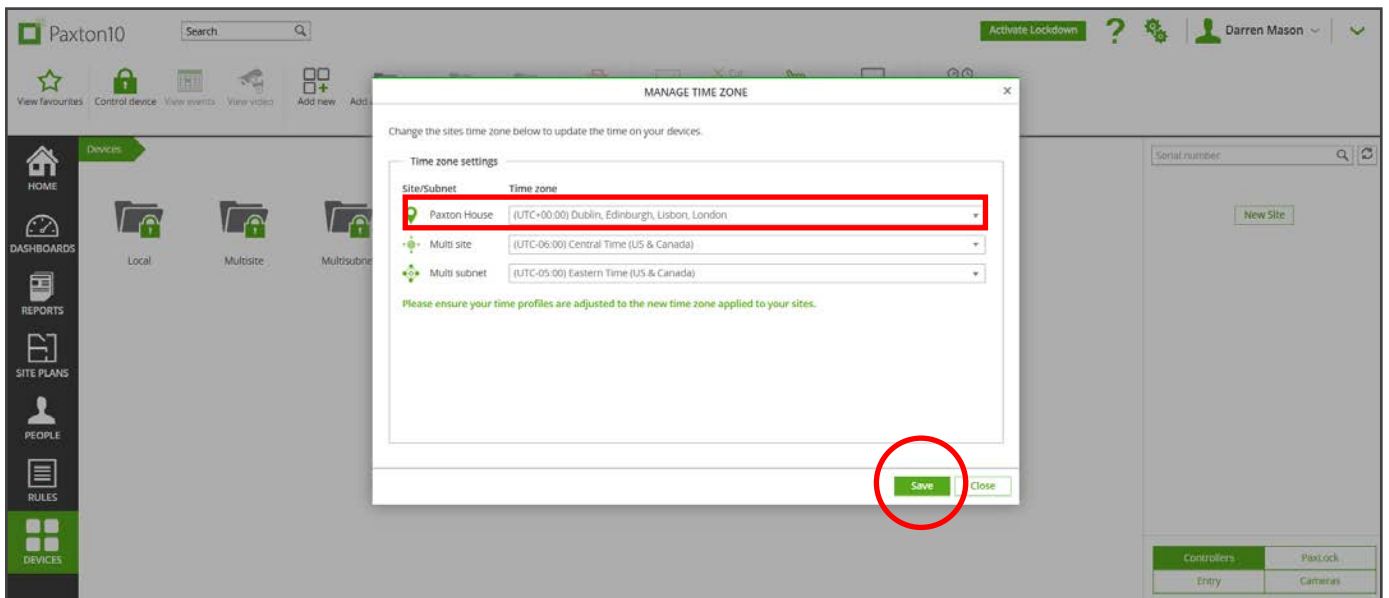 Paxton10
Search
Activate Lockdown
?
Darren Mason
View favourites
Control device
View events
View video
Add new
Add
Cut
MANAGE TIME ZONE
×
Change the sites time zone below to update the time on your devices.
Time zone settings
Site/Subnet Time zone
Paxton House (UTC+00:00) Dublin, Edinburgh, Lisbon, London
Multi site (UTC-06:00) Central Time (US & Canada)
Multi subnet (UTC-05:00) Eastern Time (US & Canada)
Please ensure your time profiles are adjusted to the new time zone applied to your sites.
Save
Close
HOME
DASHBOARDS
REPORTS
SITE PLANS
PEOPLE
RULES
DEVICES
Devices
Local
Multisite
Multisubne
Serial number
New Site
Controllers
PaxLock
Entry
Cameras